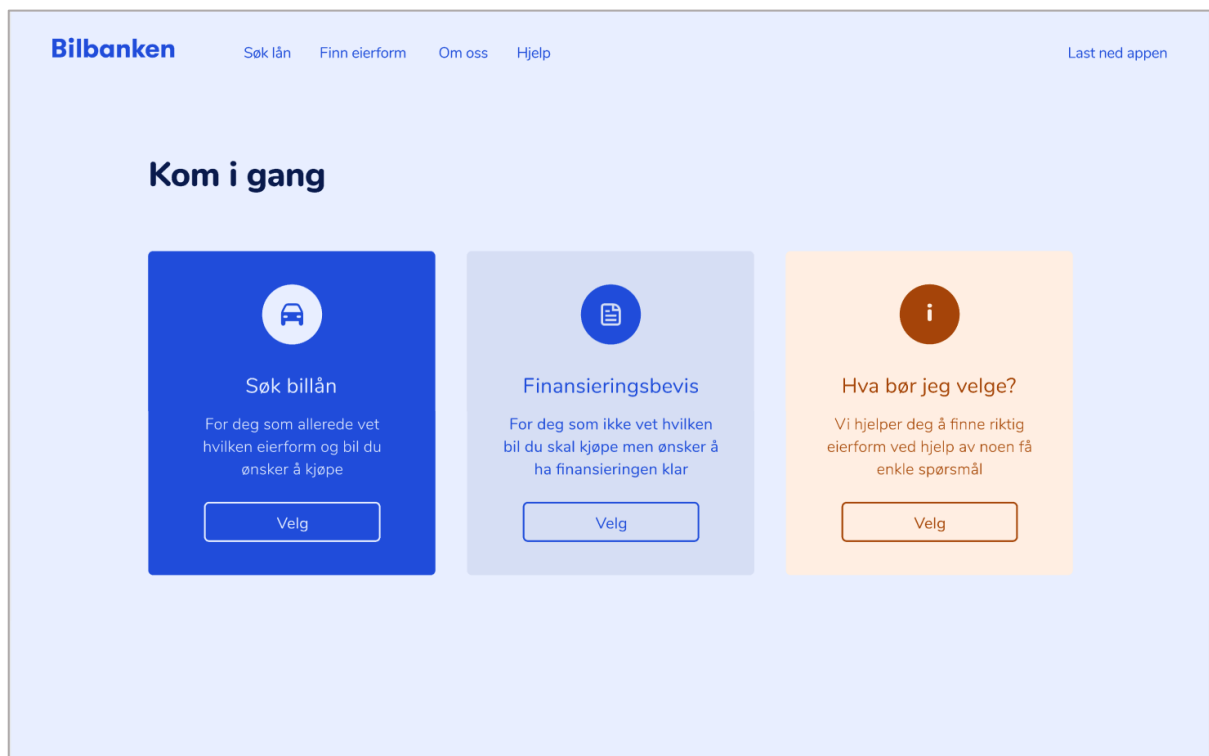 Bilbanken
Søk lån
Finn eierform
Om oss
Hjelp
Last ned appen
Kom i gang
Søk billån
For deg som allerede vet
hvilken eierform og bil du
ønsker å kjøpe
Velg
Finansieringsbevis
For deg som ikke vet hvilken
bil du skal kjøpe men ønsker å
ha finansieringen klar
Velg
Hva bør jeg velge?
Vi hjelper deg å finne riktig
eierform ved hjelp av noen få
enkle spørsmål
Velg